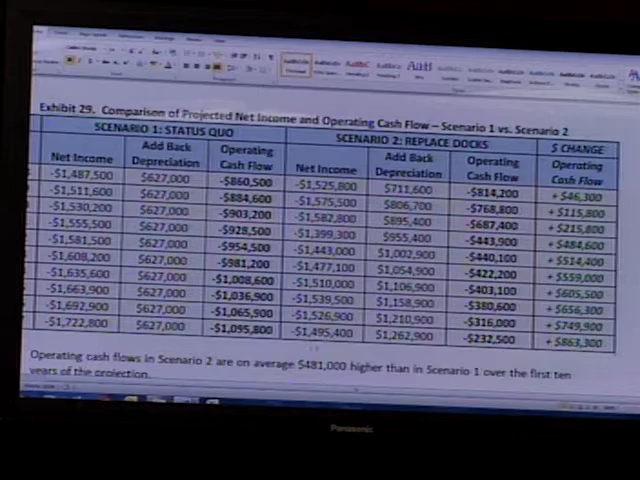 Exhibit 29. Comparison of Projected Net Income and Operating Cash Flow – Scenario 1 vs. Scenario 2
SCENARIO 1: STATUS QUO SCENARIO 2: REPLACE DOCKS $ CHANGE
Net Income Add Back Depreciation Operating Cash Flow Net Income Add Back Depreciation Operating Cash Flow Operating Cash Flow
-$1,487,500 $627,000 -$860,500 -$1,525,800 $711,600 -$814,200 + $46,300
-$1,511,600 $627,000 -$884,600 -$1,575,500 $806,700 -$768,800 + $115,800
-$1,530,200 $627,000 -$903,200 -$1,582,800 $895,400 -$687,400 + $215,800
-$1,555,500 $627,000 -$928,500 -$1,399,300 $955,400 -$443,900 + $484,600
-$1,581,500 $627,000 -$954,500 -$1,443,000 $1,002,900 -$440,100 + $514,400
-$1,608,200 $627,000 -$981,200 -$1,477,100 $1,054,900 -$422,200 + $559,000
-$1,635,600 $627,000 -$1,008,600 -$1,510,000 $1,106,900 -$403,100 + $605,500
-$1,663,900 $627,000 -$1,036,900 -$1,539,500 $1,158,900 -$380,600 + $656,300
-$1,692,900 $627,000 -$1,065,900 -$1,526,900 $1,210,900 -$316,000 + $749,900
-$1,722,800 $627,000 -$1,095,800 -$1,495,400 $1,262,900 -$232,500 + $863,300
Operating cash flows in Scenario 2 are on average $481,000 higher than in Scenario 1 over the first ten
years of the projection.
Panasonic